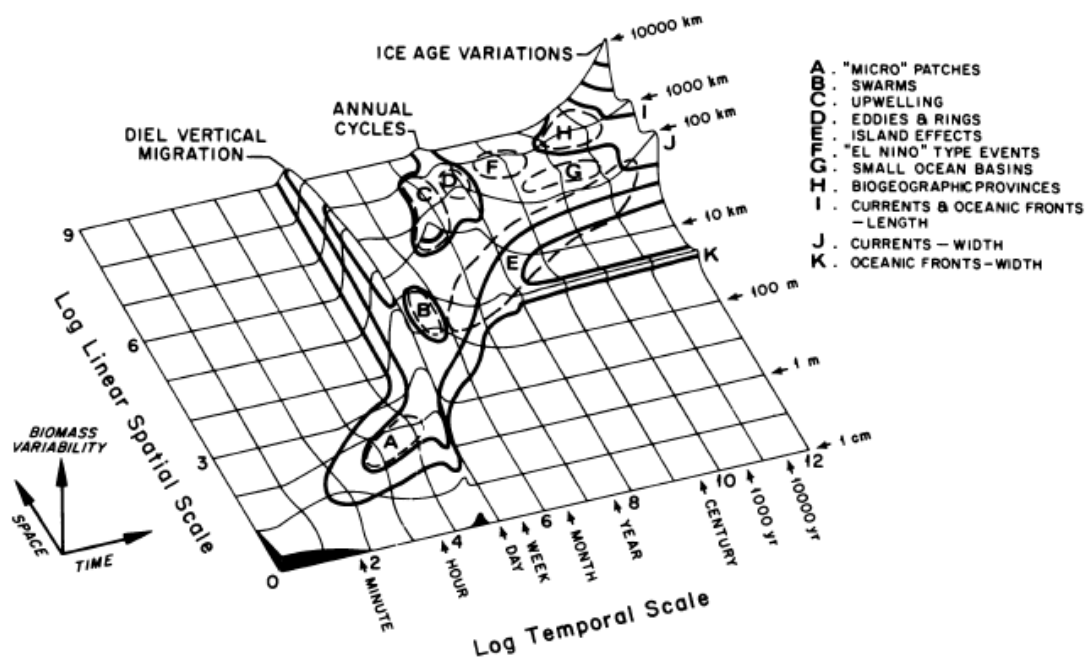 ICE AGE VARIATIONS
10000 km
1000 km
100 km
10 km
100 m
1 m
1 cm
ANNUAL
CYCLES
DIEL VERTICAL
MIGRATION
A . "MICRO" PATCHES
B . SWARMS
C . UPWELLING
D . EDDIES & RINGS
E . ISLAND EFFECTS
F . "EL NINO" TYPE EVENTS
G . SMALL OCEAN BASINS
H . BIOGEOGRAPHIC PROVINCES
I . CURRENTS & OCEANIC FRONTS
-LENGTH
J . CURRENTS - WIDTH
K . OCEANIC FRONTS-WIDTH
H
I
J
F
G
D
C
D
E
K
B
A
9
6
3
0
Log Linear Spatial Scale
BIOMASS
VARIABILITY
SPACE
TIME
2
4
6
8
10
12
MINUTE
HOUR
DAY
WEEK
MONTH
YEAR
CENTURY
1000 yr
10000 yr
Log Temporal Scale